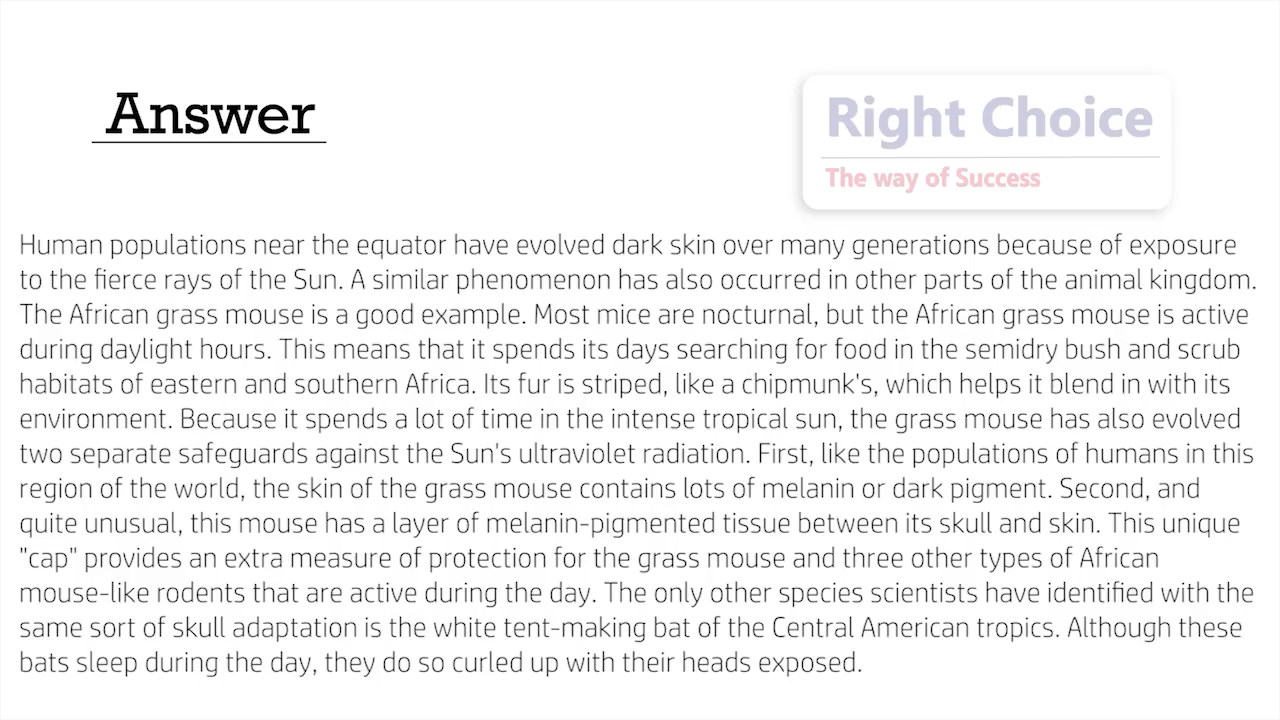 Answer
Right Choice
The way of Success
Human populations near the equator have evolved dark skin over many generations because of exposure
to the fierce rays of the Sun. A similar phenomenon has also occurred in other parts of the animal kingdom.
The African grass mouse is a good example. Most mice are nocturnal, but the African grass mouse is active
during daylight hours. This means that it spends its days searching for food in the semidry bush and scrub
habitats of eastern and southern Africa. Its fur is striped, like a chipmunk's, which helps it blend in with its
environment. Because it spends a lot of time in the intense tropical sun, the grass mouse has also evolved
two separate safeguards against the Sun's ultraviolet radiation. First, like the populations of humans in this
region of the world, the skin of the grass mouse contains lots of melanin or dark pigment. Second, and
quite unusual, this mouse has a layer of melanin-pigmented tissue between its skull and skin. This unique
"cap" provides an extra measure of protection for the grass mouse and three other types of African
mouse-like rodents that are active during the day. The only other species scientists have identified with the
same sort of skull adaptation is the white tent-making bat of the Central American tropics. Although these
bats sleep during the day, they do so curled up with their heads exposed.